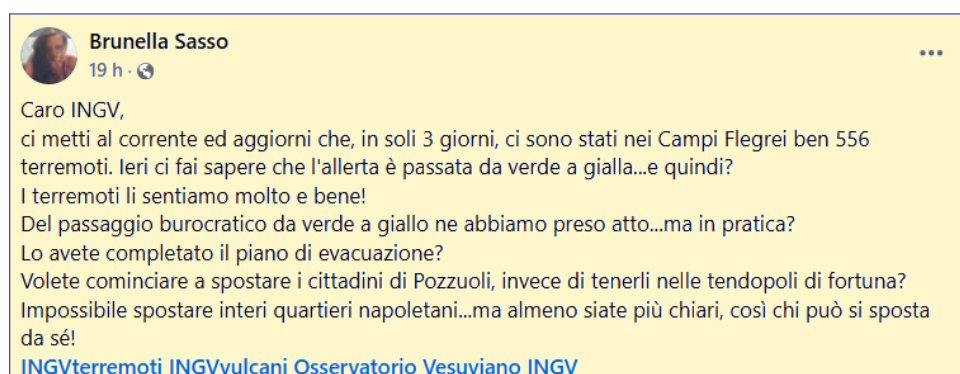 Brunella Sasso
19 h ·
Caro INGV,
ci metti al corrente ed aggiorni che, in soli 3 giorni, ci sono stati nei Campi Flegrei ben 556
terremoti. Ieri ci fai sapere che l'allerta è passata da verde a gialla...e quindi?
I terremoti li sentiamo molto e bene!
Del passaggio burocratico da verde a giallo ne abbiamo preso atto...ma in pratica?
Lo avete completato il piano di evacuazione?
Volete cominciare a spostare i cittadini di Pozzuoli, invece di tenerli nelle tendopoli di fortuna?
Impossibile spostare interi quartieri napoletani...ma almeno siate più chiari, così chi può si sposta
da sé!
INGVterremoti INGVvulcani Osservatorio Vesuviano INGV